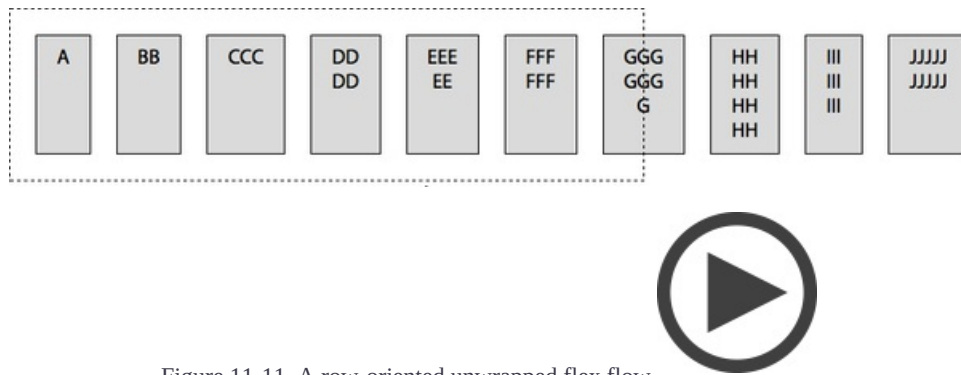 A BB CCC DD EEE FFF GGG HH III JJJJJ
DD EE FFF GGG HH III JJJJJ
G HH III
HH
Figure 11-11. A row-oriented unwrapped flex flow